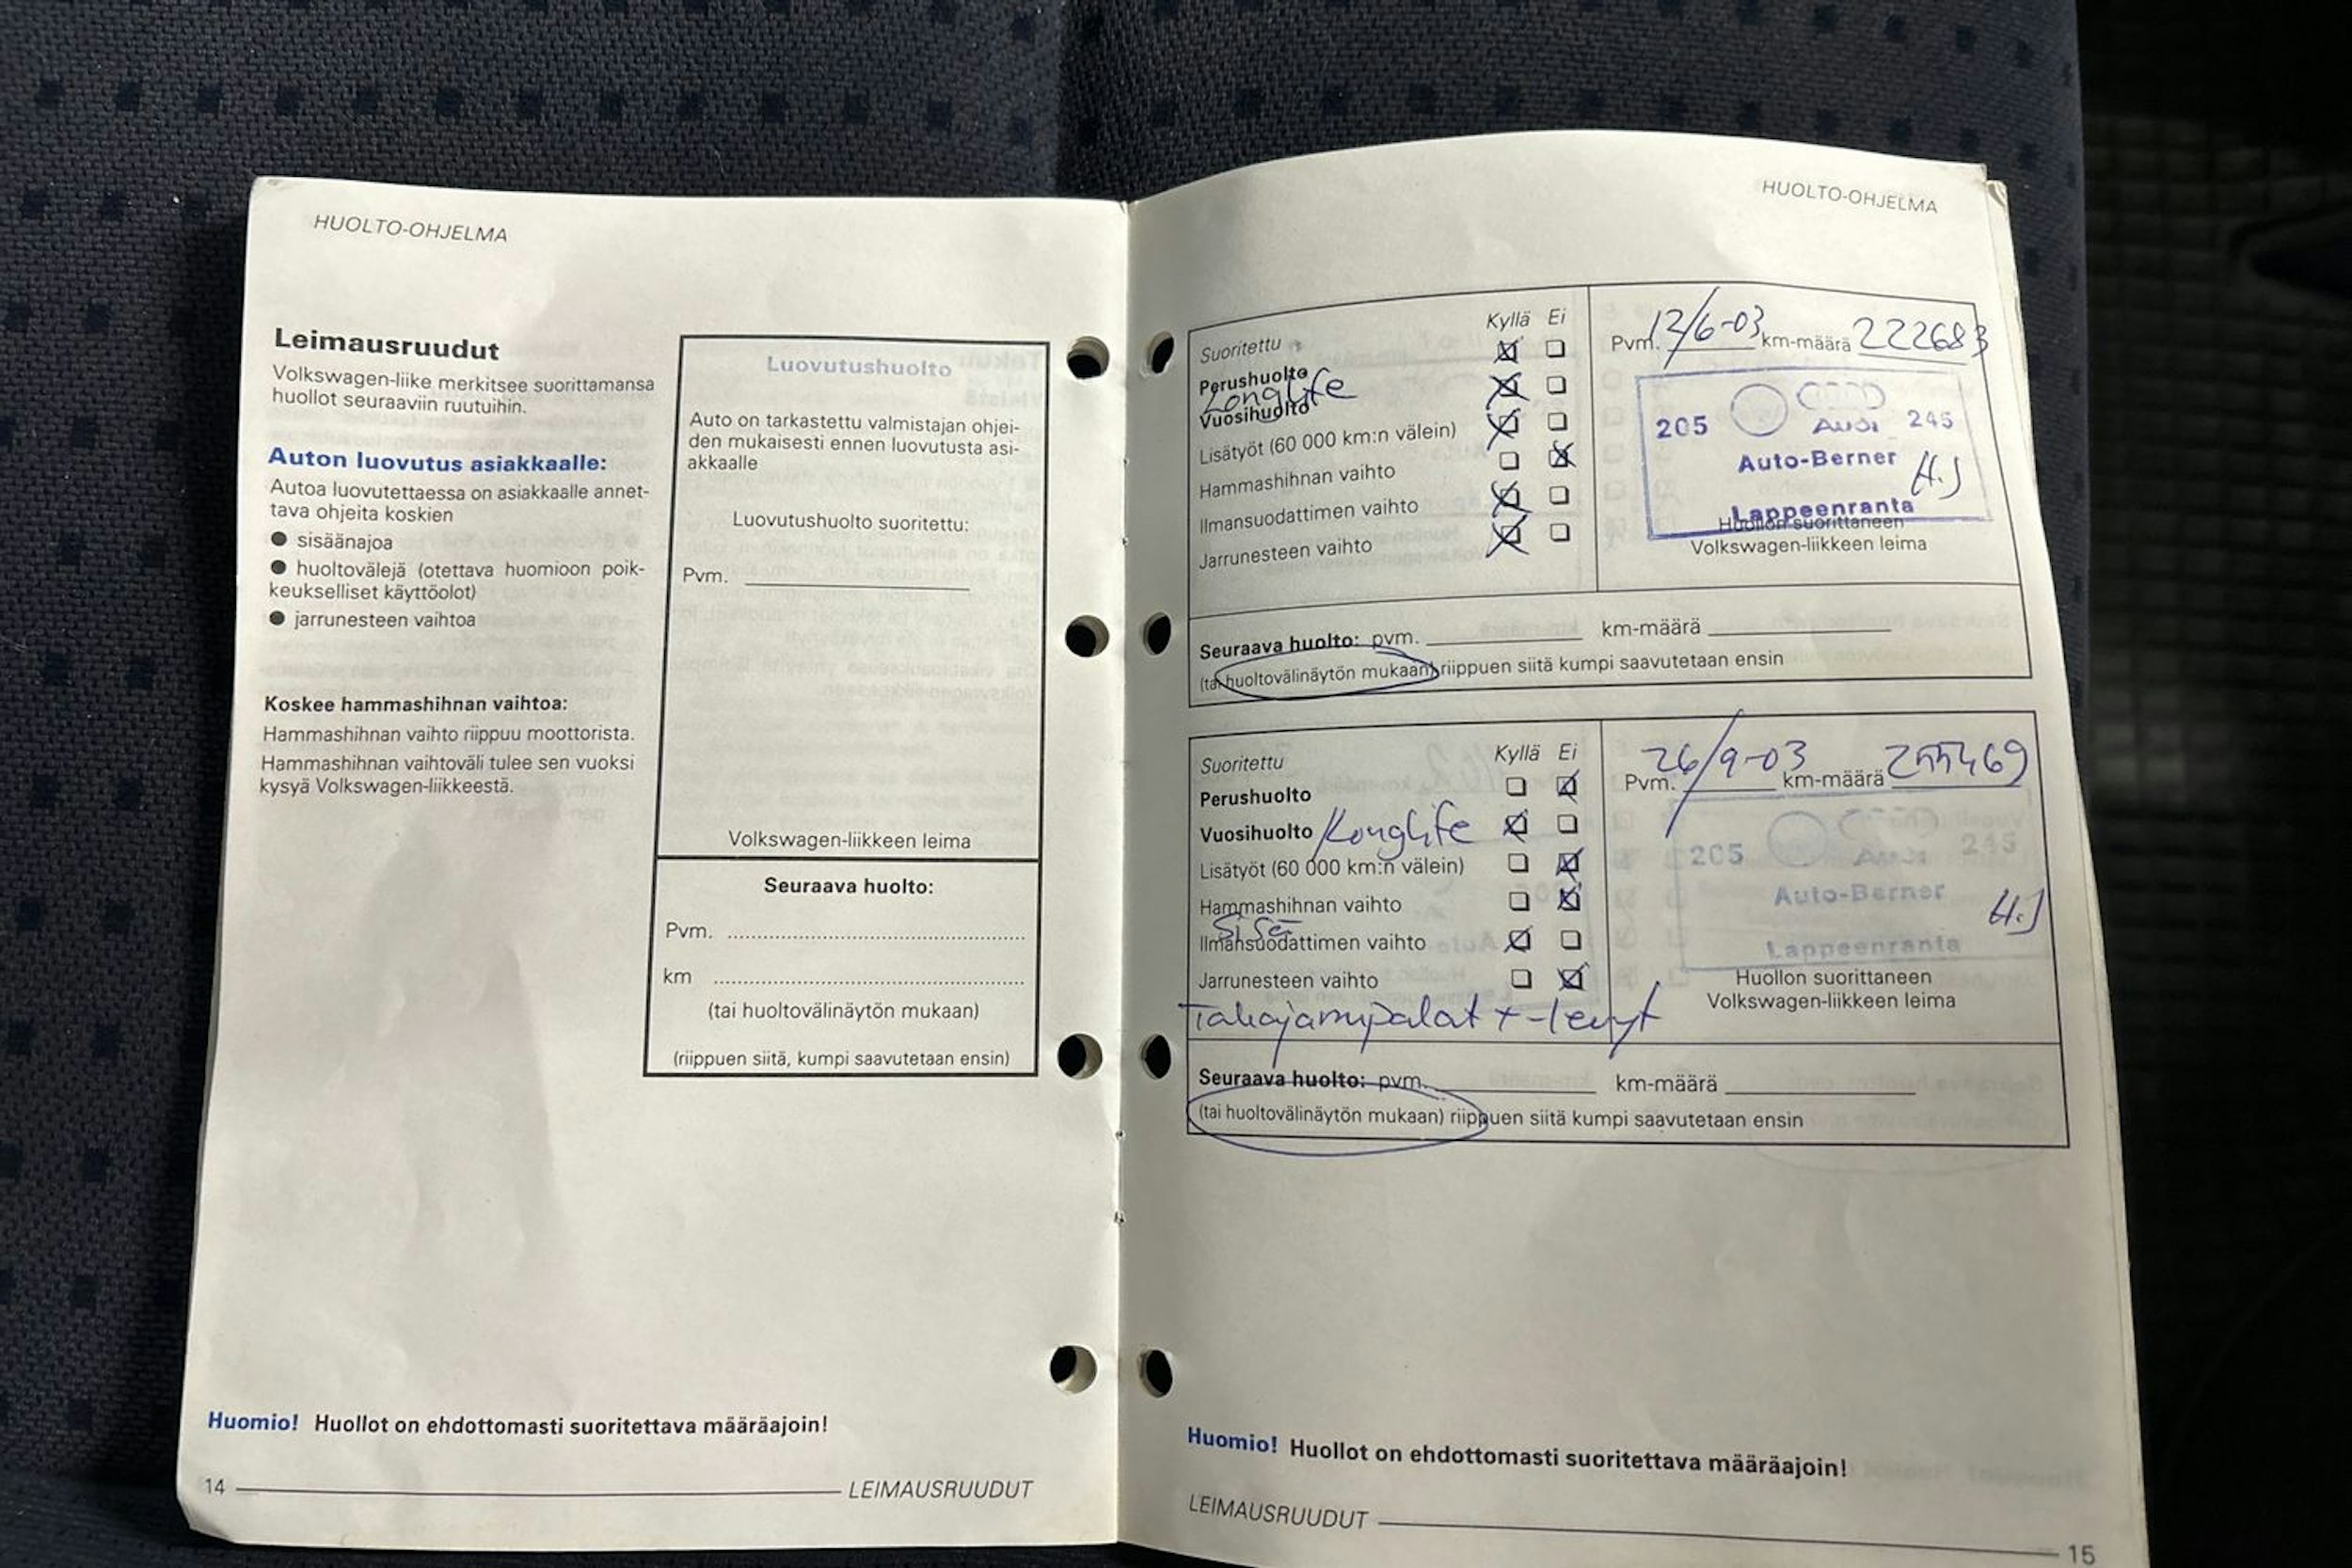 HUOLTO-OHJELMA
Leimausruudut
Volkswagen-liike merkitsee suorittamansa
huollot seuraaviin ruutuihin.
Auton luovutus asiakkaalle:
Autoa luovutettaessa on asiakkaalle annet-
tava ohjeita koskien
● sisäänajoa
● huoltovälejä (otettava huomioon poik-
keukselliset käyttöolot)
● jarrunesteen vaihtoa
Koskee hammashihnan vaihtoa:
Hammashihnan vaihto riippuu moottorista.
Hammashihnan vaihtoväli tulee sen vuoksi
kysyä Volkswagen-liikkeestä.
Luovutushuolto
Auto on tarkastettu valmistajan ohjei-
den mukaisesti ennen luovutusta asi-
akkaalle
Luovutushuolto suoritettu:
Pvm.
Volkswagen-liikkeen leima
Seuraava huolto:
Pvm.
km
(tai huoltovälinäytön mukaan)
(riippuen siitä, kumpi saavutetaan ensin)
Huomio! Huollot on ehdottomasti suoritettava määräajoin!
14 LEIMAUSRUUDUT
HUOLTO-OHJELMA
Suoritettu Kyllä Ei
Perushuolto
Longlife
Vuosihuolto
Lisätyöt (60 000 km:n välein)
Hammashihnan vaihto
Ilmansuodattimen vaihto
Jarrunesteen vaihto
Pvm. 12/6-03 km-määrä 222683
205 Audi 245
Auto-Berner H.J
Lappeenranta
Huollon suorittaneen
Volkswagen-liikkeen leima
Seuraava huolto: pvm. km-määrä
(tai huoltovälinäytön mukaan) riippuen siitä kumpi saavutetaan ensin
Suoritettu Kyllä Ei
Perushuolto
Vuosihuolto Longlife
Lisätyöt (60 000 km:n välein)
Hammashihnan vaihto
Sisä
Ilmansuodattimen vaihto
Jarrunesteen vaihto
Takajarrupalat + -levyt
Pvm. 26/9-03 km-määrä 255469
205 Audi 245
Auto-Berner H.J
Lappeenranta
Huollon suorittaneen
Volkswagen-liikkeen leima
Seuraava huolto: pvm. km-määrä
(tai huoltovälinäytön mukaan) riippuen siitä kumpi saavutetaan ensin
Huomio! Huollot on ehdottomasti suoritettava määräajoin!
LEIMAUSRUUDUT 15